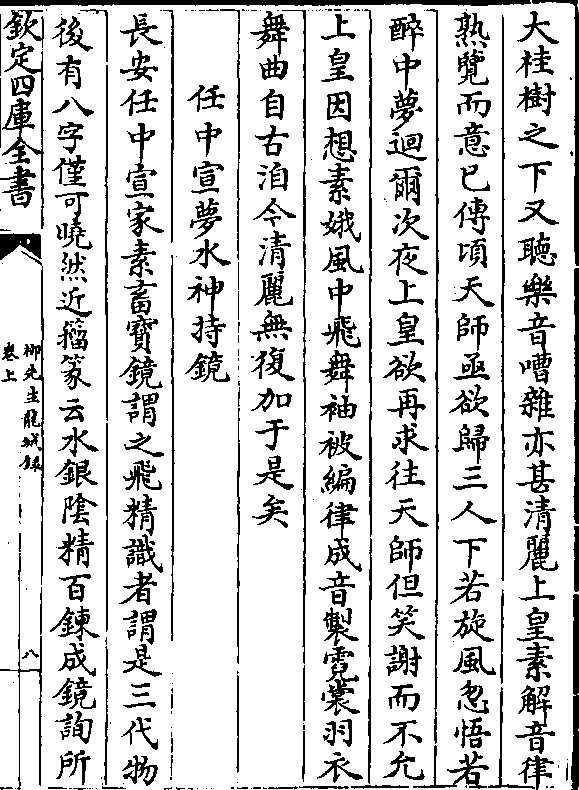 大桂樹之下又聽樂音嘈雜亦甚清麗上皇素解音律
熟覽而意已傳頃天師亟欲歸三人下若旋風忽悟若
醉中夢迴爾次夜上皇欲再求往天師但笑謝而不允
上皇因想素娥風中飛舞袖被編律成音製霓裳羽衣
舞曲自古洎今清麗無復加于是矣
任中宣夢水神持鏡
長安任中宣家素畜寳鏡謂之飛精識者謂是三代物
後有八字僅可曉然近籀篆云水銀陰精百鍊成鏡詢所
欽定四庫全書
柳先生龍城録
卷上
八